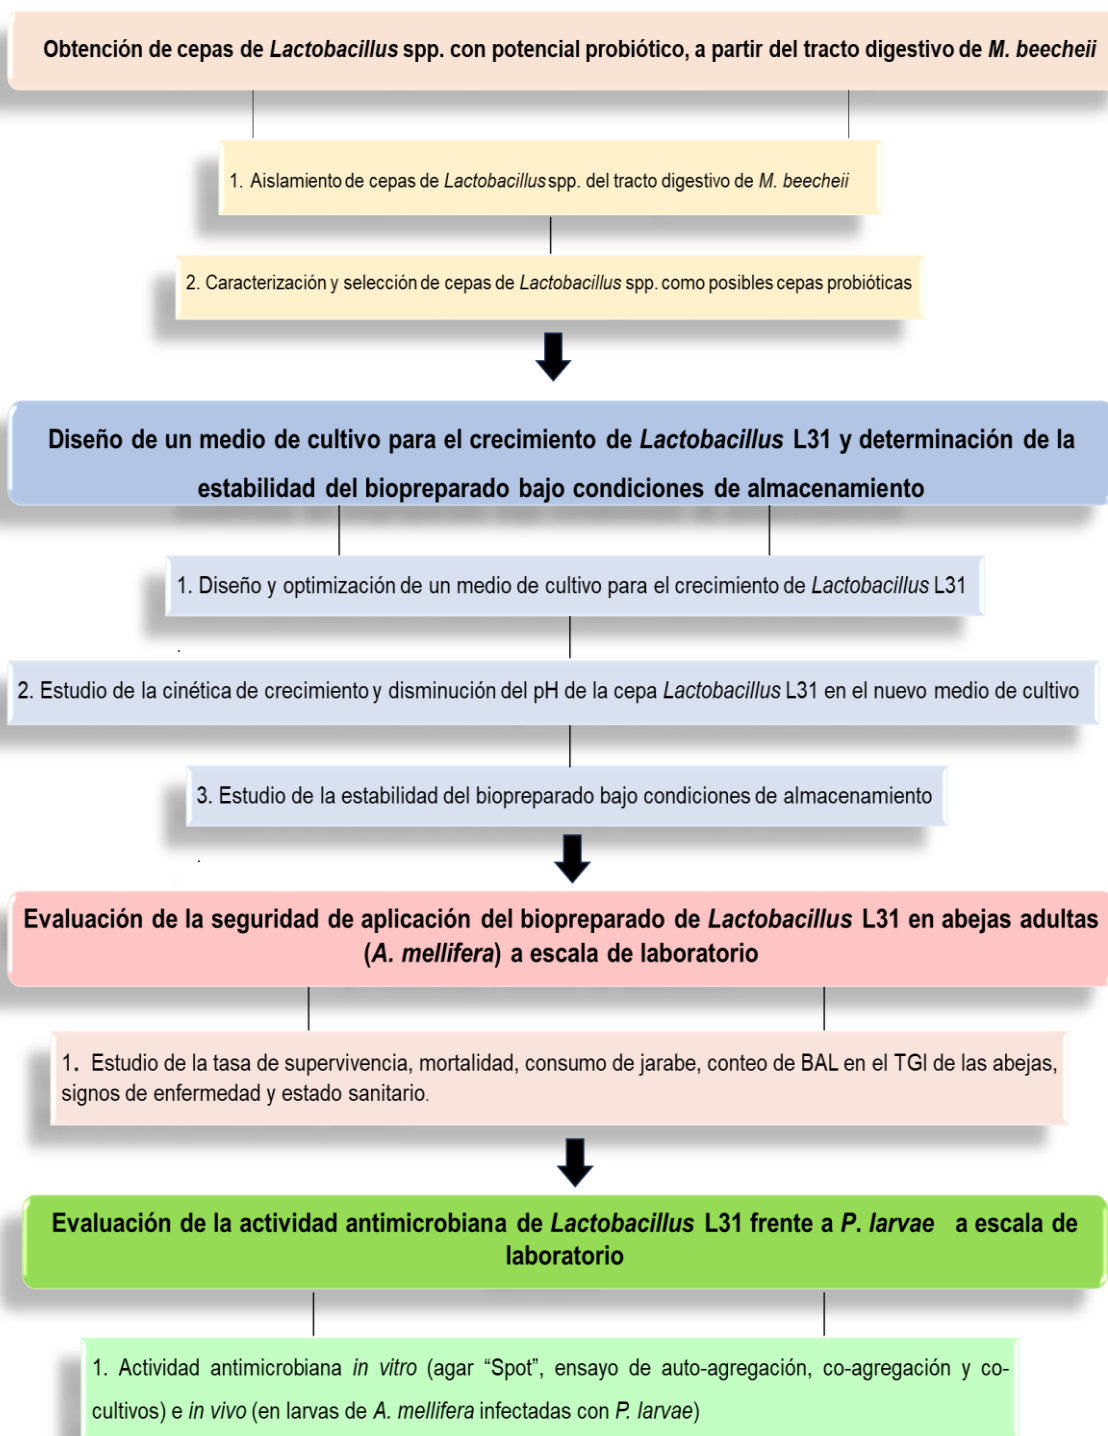 Obtención de cepas de Lactobacillus spp. con potencial probiótico, a partir del tracto digestivo de M. beecheii
1. Aislamiento de cepas de Lactobacillus spp. del tracto digestivo de M. beecheii
2. Caracterización y selección de cepas de Lactobacillus spp. como posibles cepas probióticas
Diseño de un medio de cultivo para el crecimiento de Lactobacillus L31 y determinación de la
estabilidad del biopreparado bajo condiciones de almacenamiento
1. Diseño y optimización de un medio de cultivo para el crecimiento de Lactobacillus L31
2. Estudio de la cinética de crecimiento y disminución del pH de la cepa Lactobacillus L31 en el nuevo medio de cultivo
3. Estudio de la estabilidad del biopreparado bajo condiciones de almacenamiento
Evaluación de la seguridad de aplicación del biopreparado de Lactobacillus L31 en abejas adultas
(A. mellifera) a escala de laboratorio
1. Estudio de la tasa de supervivencia, mortalidad, consumo de jarabe, conteo de BAL en el TGI de las abejas,
signos de enfermedad y estado sanitario.
Evaluación de la actividad antimicrobiana de Lactobacillus L31 frente a P. larvae a escala de
laboratorio
1. Actividad antimicrobiana in vitro (agar “Spot”, ensayo de auto-agregación, co-agregación y co-
cultivos) e in vivo (en larvas de A. mellifera infectadas con P. larvae)